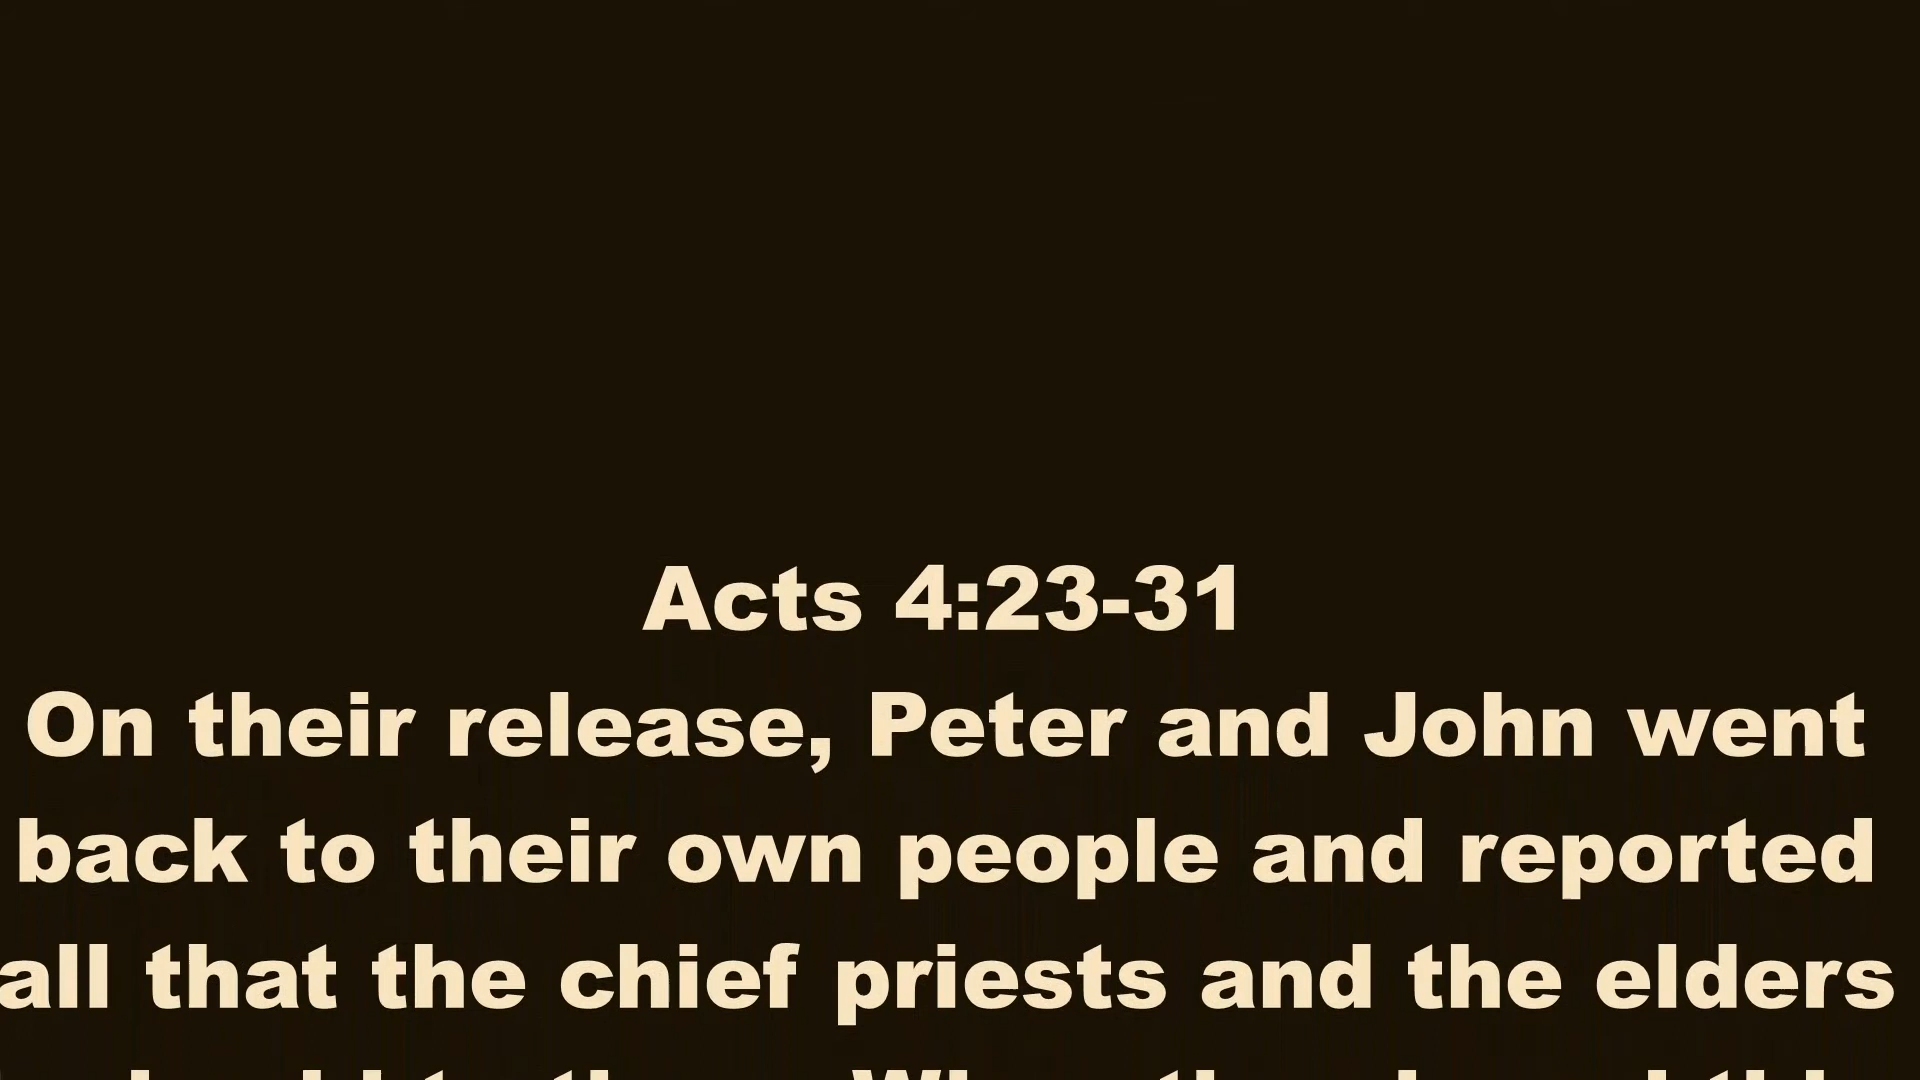 Acts 4:23-31
On their release, Peter and John went
back to their own people and reported
all that the chief priests and the elders